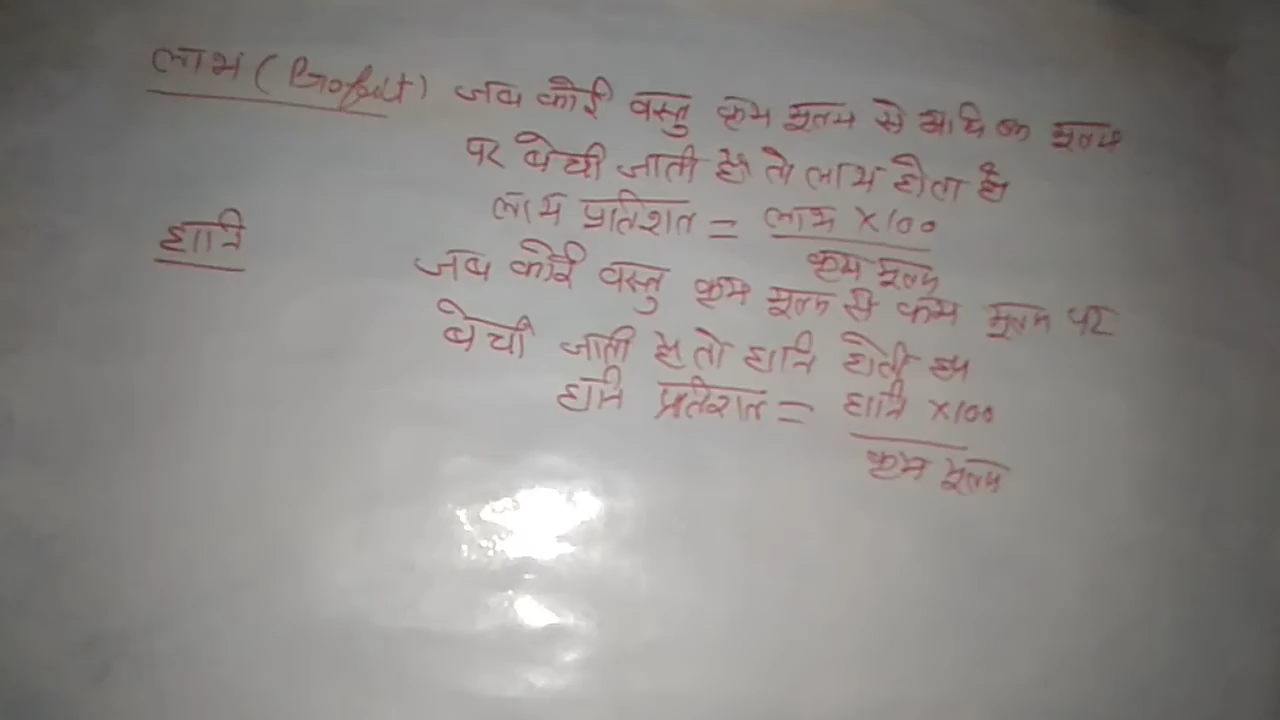 लाभ (Profit) जब कोई वस्तु क्रय मूल्य से अधिक मूल्य
पर बेची जाती है तो लाभ होता है
लाभ प्रतिशत = लाभ ×100
क्रय मूल्य
हानि
जब कोई वस्तु क्रय मूल्य से कम मूल्य पर
बेची जाती है तो हानि होती है
हानि प्रतिशत = हानि ×100
क्रय मूल्य